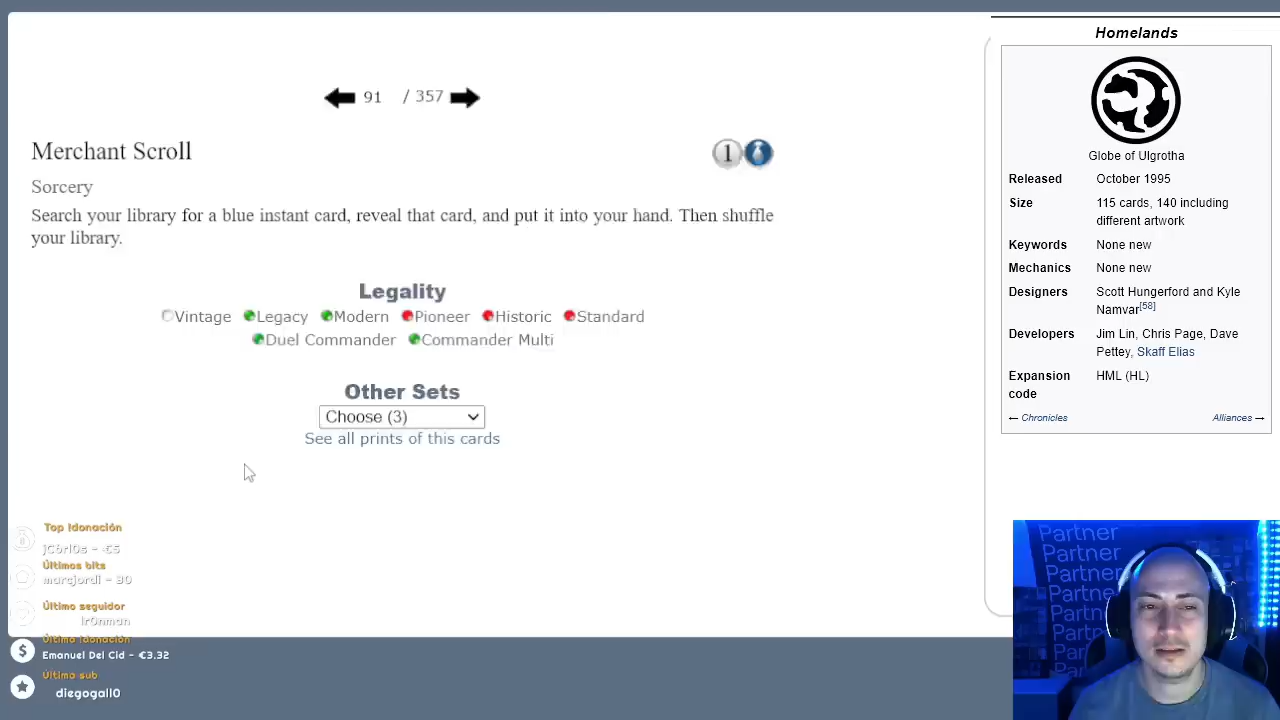 91 / 357
Merchant Scroll
1
Sorcery
Search your library for a blue instant card, reveal that card, and put it into your hand. Then shuffle
your library.
Legality
Vintage Legacy Modern Pioneer Historic Standard
Duel Commander Commander Multi
Other Sets
Choose (3)
See all prints of this cards
Homelands
Globe of Ulgrotha
Released October 1995
Size 115 cards, 140 including
different artwork
Keywords None new
Mechanics None new
Designers Scott Hungerford and Kyle
Namvar[58]
Developers Jim Lin, Chris Page, Dave
Pettey, Skaff Elias
Expansion HML (HL)
code
← Chronicles Alliances →
Top !donación
jCòrl0s - €5
Últimos bits
marcjordi - 30
Último seguidor
Ir0nman
Última !donación
$ Emanuel Del Cid - €3.32
Última sub
diegogall0
Partner
Partner
Partner
Partner
Partner